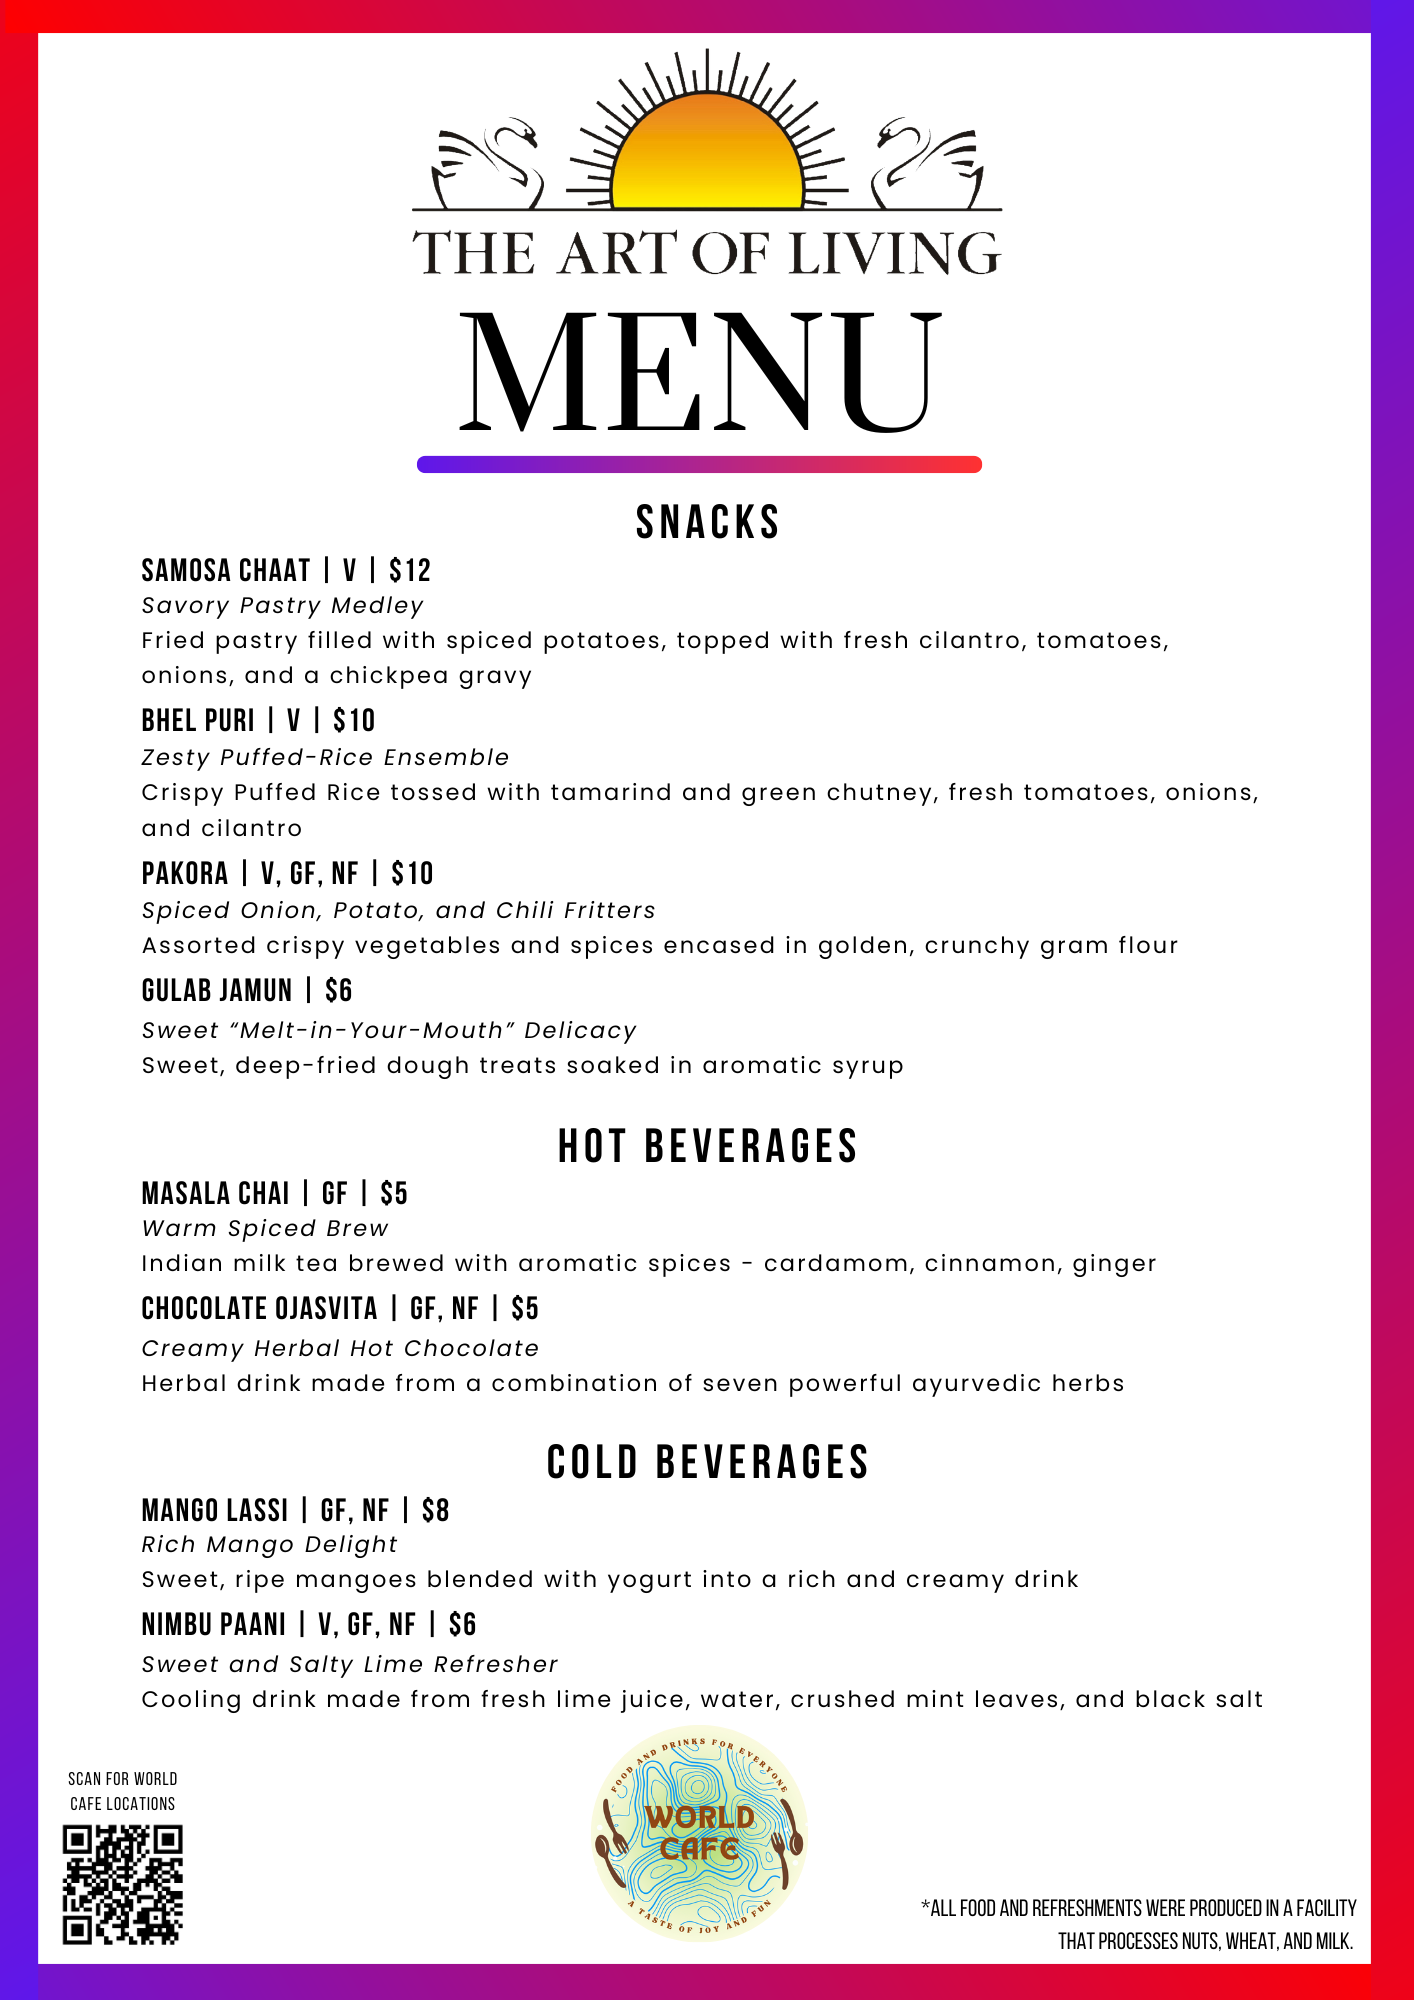 THE ART OF LIVING
MENU
SNACKS
SAMOSA CHAAT | V | $12
Savory Pastry Medley
Fried pastry filled with spiced potatoes, topped with fresh cilantro, tomatoes,
onions, and a chickpea gravy
BHEL PURI | V | $10
Zesty Puffed-Rice Ensemble
Crispy Puffed Rice tossed with tamarind and green chutney, fresh tomatoes, onions,
and cilantro
PAKORA | V, GF, NF | $10
Spiced Onion, Potato, and Chili Fritters
Assorted crispy vegetables and spices encased in golden, crunchy gram flour
GULAB JAMUN | $6
Sweet “Melt-in-Your-Mouth” Delicacy
Sweet, deep-fried dough treats soaked in aromatic syrup
HOT BEVERAGES
MASALA CHAI | GF | $5
Warm Spiced Brew
Indian milk tea brewed with aromatic spices - cardamom, cinnamon, ginger
CHOCOLATE OJASVITA | GF, NF | $5
Creamy Herbal Hot Chocolate
Herbal drink made from a combination of seven powerful ayurvedic herbs
COLD BEVERAGES
MANGO LASSI | GF, NF | $8
Rich Mango Delight
Sweet, ripe mangoes blended with yogurt into a rich and creamy drink
NIMBU PAANI | V, GF, NF | $6
Sweet and Salty Lime Refresher
Cooling drink made from fresh lime juice, water, crushed mint leaves, and black salt
SCAN FOR WORLD
CAFE LOCATIONS
FOOD AND DRINKS FOR EVERYONE
WORLD
CAFE
A TASTE OF JOY AND FUN
*ALL FOOD AND REFRESHMENTS WERE PRODUCED IN A FACILITY
THAT PROCESSES NUTS, WHEAT, AND MILK.